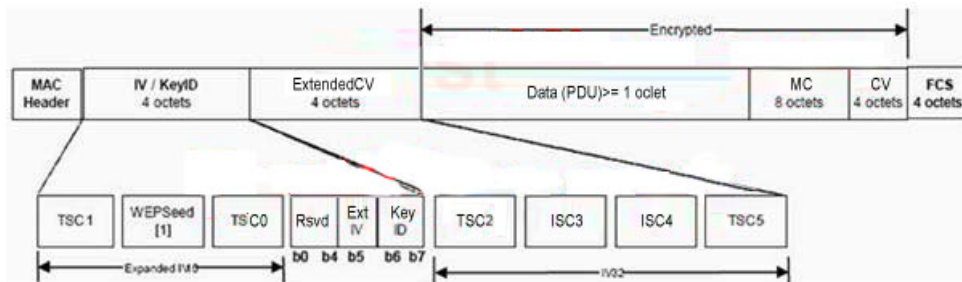 Encrypted
MAC Header
IV / KeyID
4 octets
ExtendedCV
4 octets
Data (PDU)>= 1 oclet
MC
8 octets
CV
4 octets
FCS
4 octets
TSC1
WEPSeed
[1]
TSC0
Rsvd
Ext
IV
Key
ID
TSC2
ISC3
ISC4
TSC5
b0 b4 b5 b6 b7
Expanded
IV32